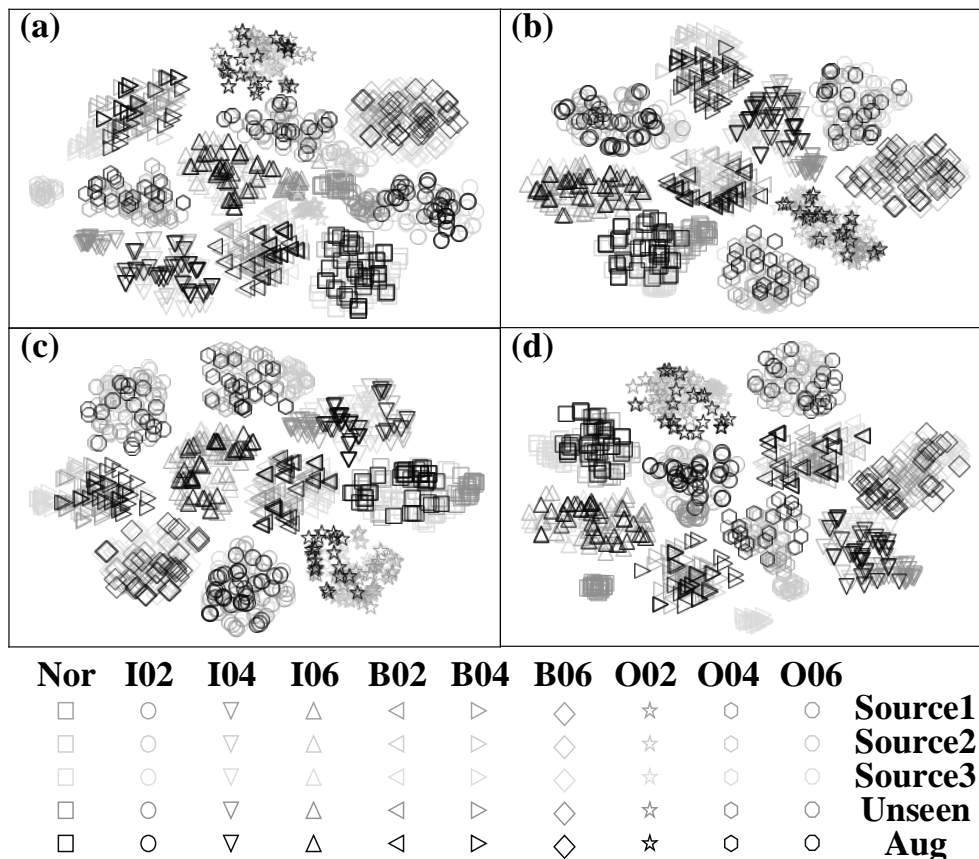 (a) (b)
(c) (d)
Nor I02 I04 I06 B02 B04 B06 O02 O04 O06
Source1
Source2
Source3
Unseen
Aug